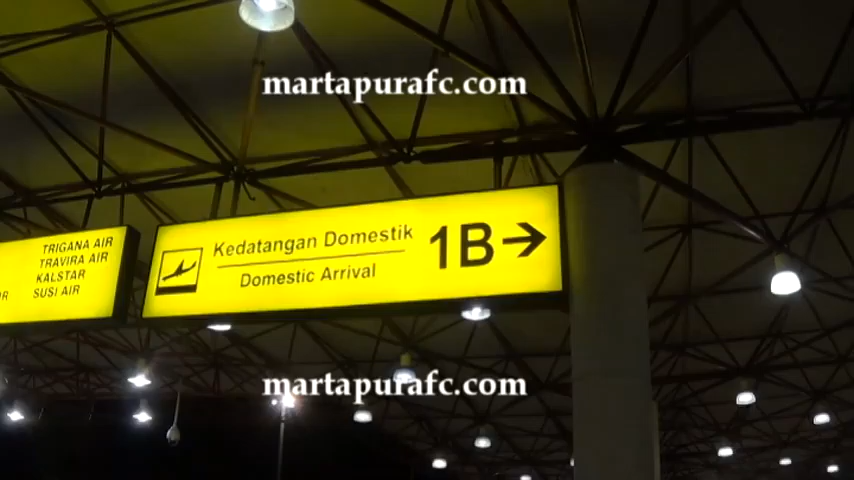 martapurafc.com
TRIGANA AIR
TRAVIRA AIR
KALSTAR
SUSI AIR
Kedatangan Domestik
Domestic Arrival
1B→
martapurafc.com